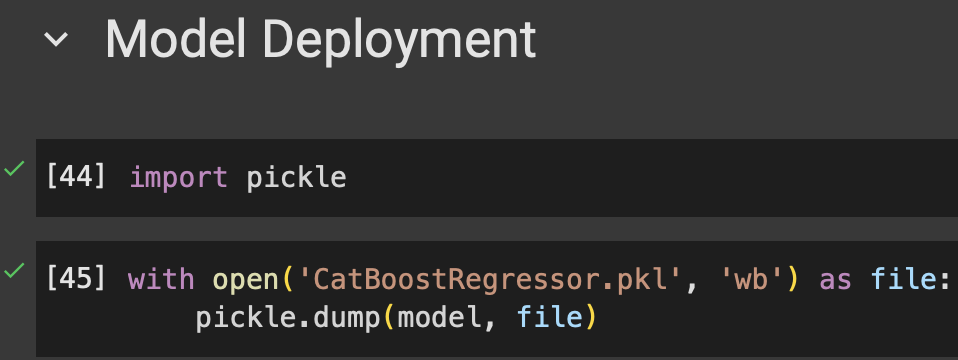 Model Deployment
[44] import pickle
[45] with open('CatBoostRegressor.pkl', 'wb') as file:
pickle.dump(model, file)